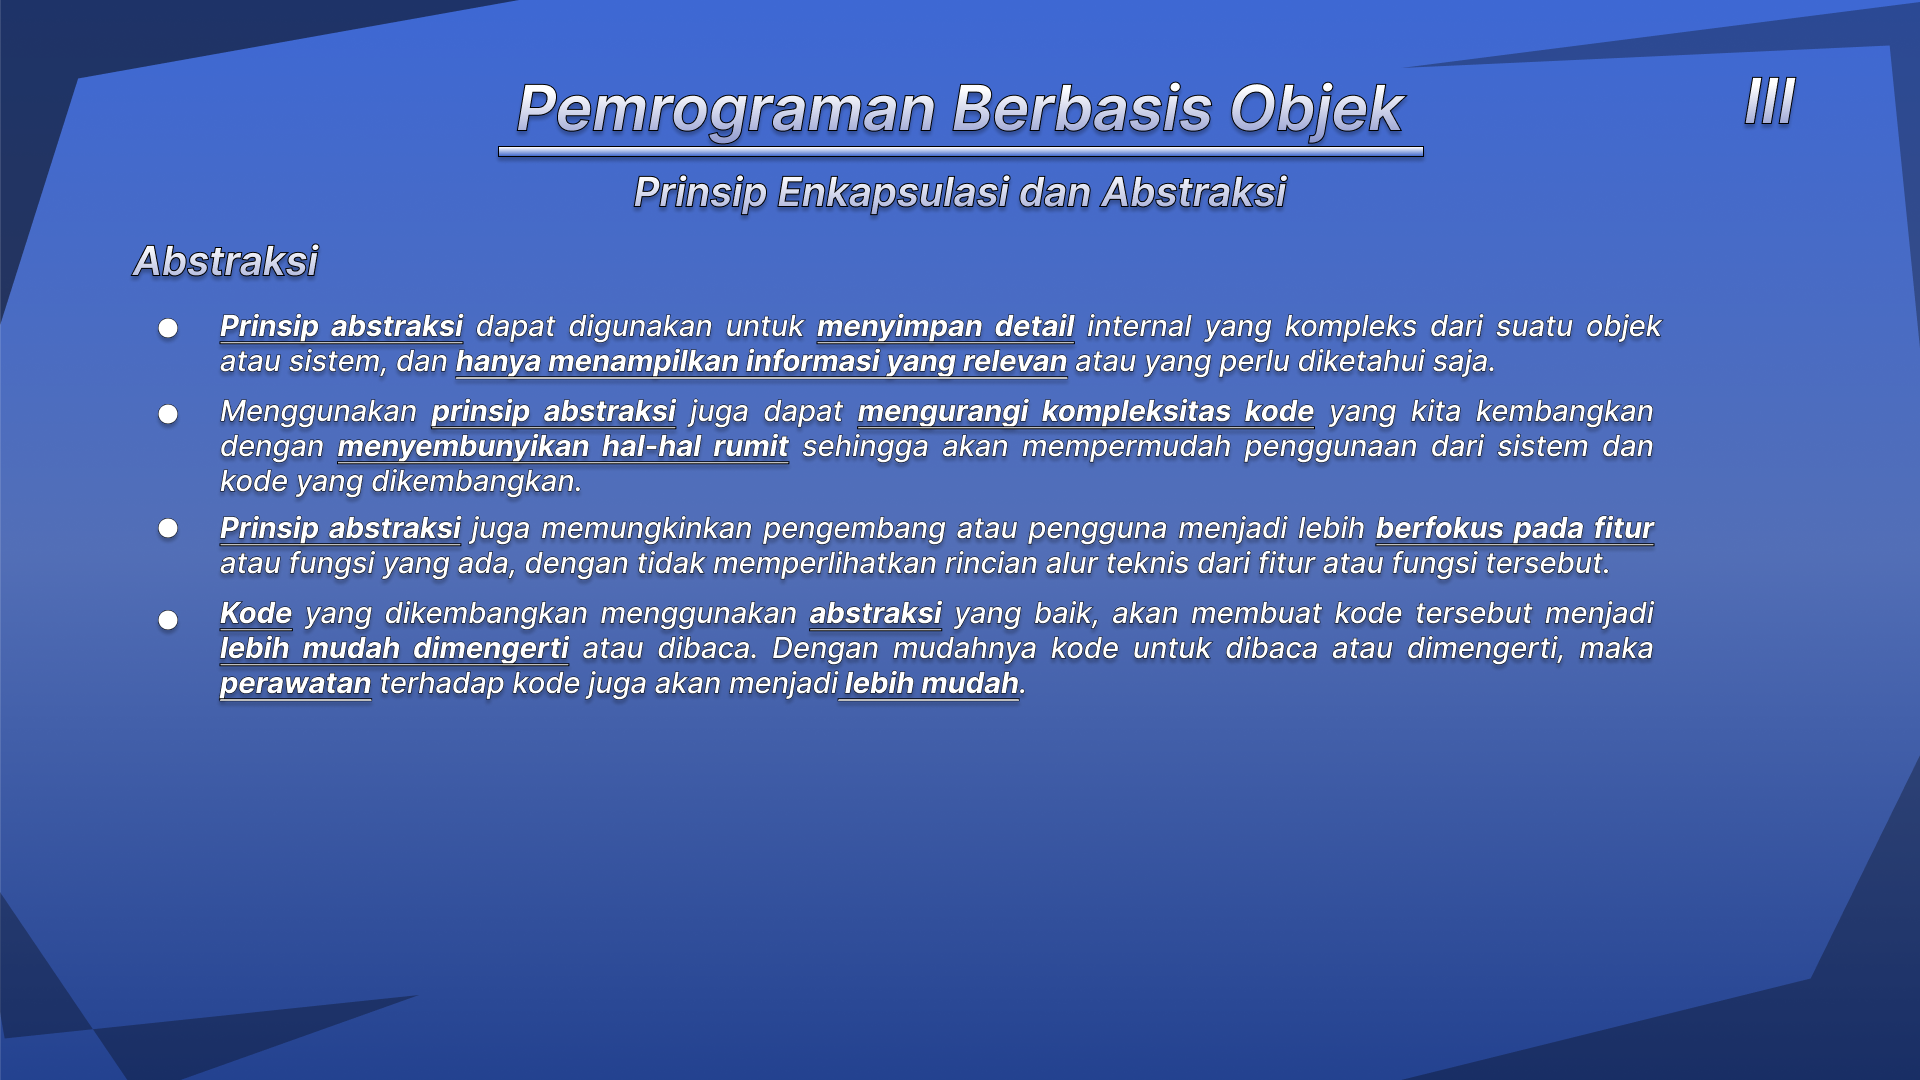 Pemrograman Berbasis Objek
III
Prinsip Enkapsulasi dan Abstraksi
Abstraksi
● Prinsip abstraksi dapat digunakan untuk menyimpan detail internal yang kompleks dari suatu objek
atau sistem, dan hanya menampilkan informasi yang relevan atau yang perlu diketahui saja.
● Menggunakan prinsip abstraksi juga dapat mengurangi kompleksitas kode yang kita kembangkan
dengan menyembunyikan hal-hal rumit sehingga akan mempermudah penggunaan dari sistem dan
kode yang dikembangkan.
● Prinsip abstraksi juga memungkinkan pengembang atau pengguna menjadi lebih berfokus pada fitur
atau fungsi yang ada, dengan tidak memperlihatkan rincian alur teknis dari fitur atau fungsi tersebut.
● Kode yang dikembangkan menggunakan abstraksi yang baik, akan membuat kode tersebut menjadi
lebih mudah dimengerti atau dibaca. Dengan mudahnya kode untuk dibaca atau dimengerti, maka
perawatan terhadap kode juga akan menjadi lebih mudah.